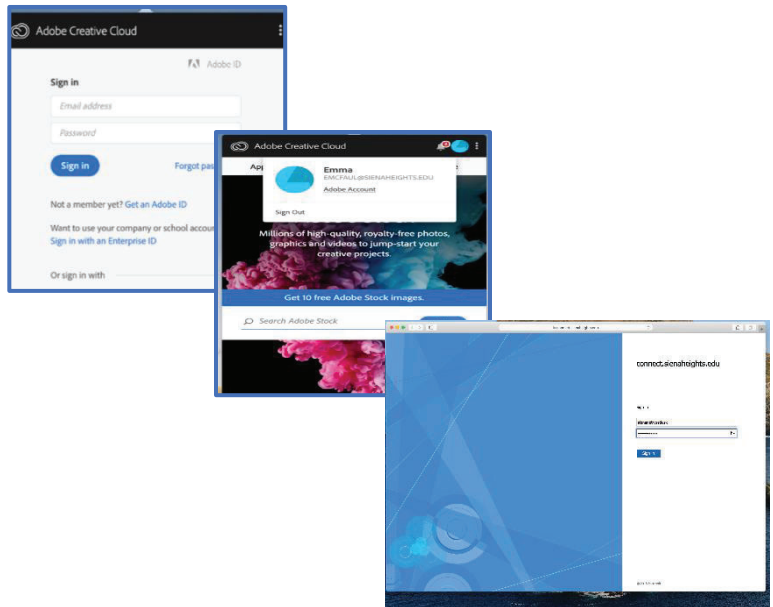 Adobe Creative Cloud
Adobe ID
Sign in
Email address
Password
Sign in
Forgot pas
Not a member yet? Get an Adobe ID
Want to use your company or school accou
Sign in with an Enterprise ID
Or sign in with
Adobe Creative Cloud
Ap
Emma
EMCFAUL@SIENAHEIGHTS.EDU
Adobe Account
Sign Out
Millions of high-quality, royalty-free photos,
graphics and videos to jump-start your
creative projects.
Get 10 free Adobe Stock images.
Search Adobe Stock
connect.sienaheights.edu
Sign in